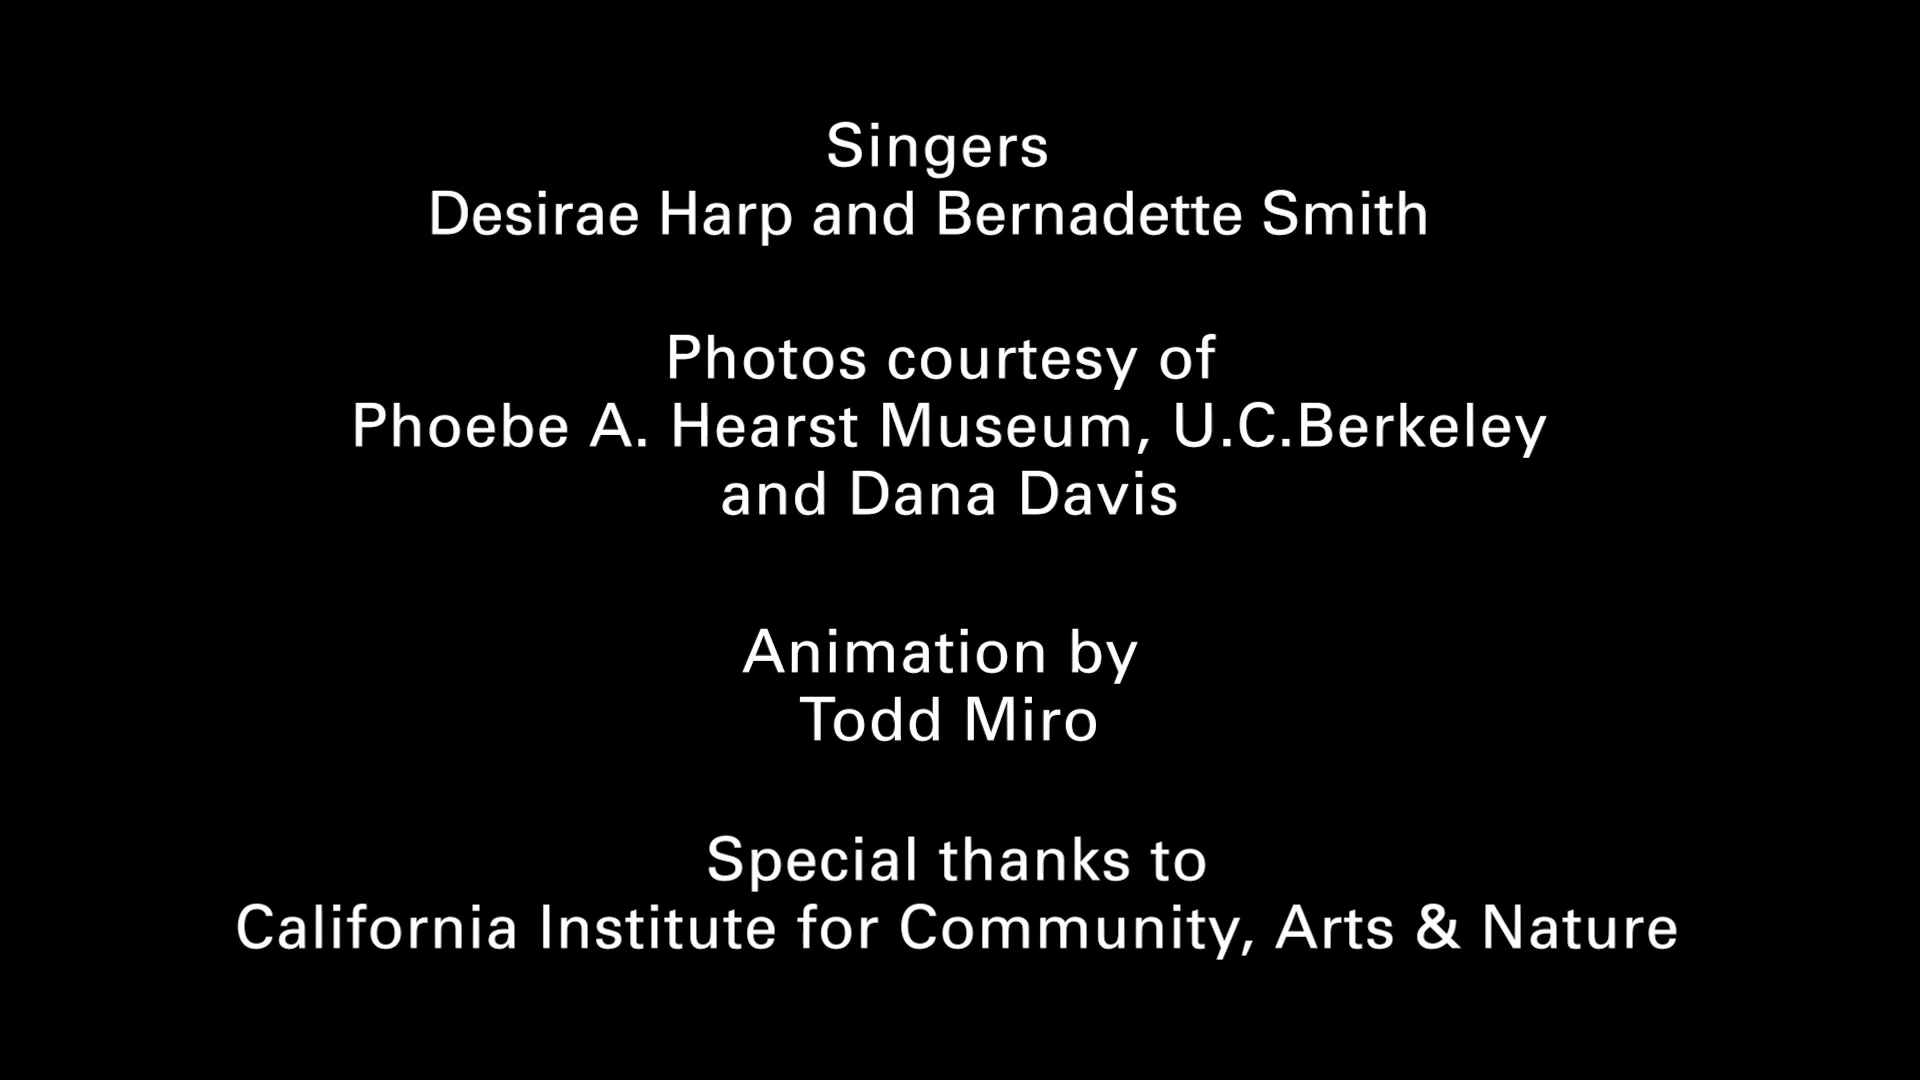 Singers
Desirae Harp and Bernadette Smith
Photos courtesy of
Phoebe A. Hearst Museum, U.C.Berkeley
and Dana Davis
Animation by
Todd Miro
Special thanks to
California Institute for Community, Arts & Nature